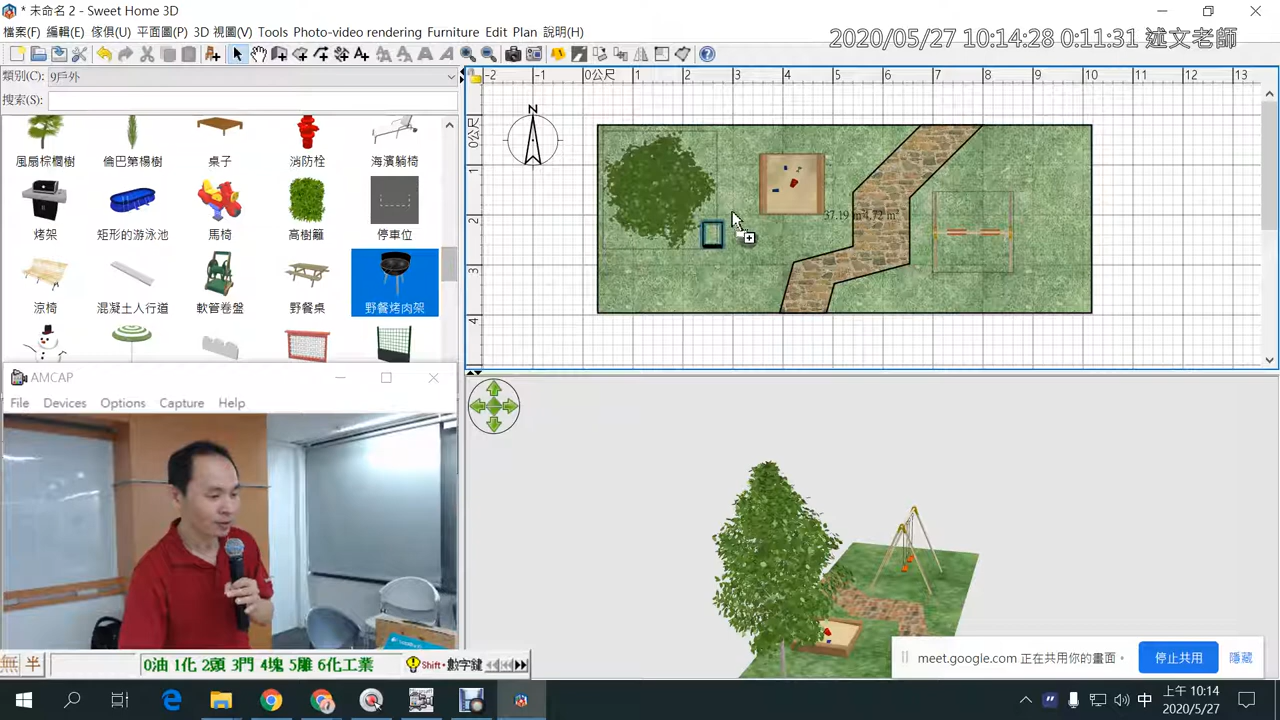 * 未命名 2 - Sweet Home 3D
檔案(F) 編輯(E) 傢俱(U) 平面圖(P) 3D 視圖(V) Tools Photo-video rendering Furniture Edit Plan 說明(H)
2020/05/27 10:14:28 0:11:31 述文老師
類別(C): 9戶外
搜索(S):
-2 -1 0公尺 1 2 3 4 5 6 7 8 9 10 11 12 13
0公尺
1
2
3
4
N
37.19 m² 4.72 m²
風扇棕櫚樹 倫巴第楊樹 桌子 消防栓 海濱躺椅
烤架 矩形的游泳池 馬椅 高樹籬 停車位
涼椅 混凝土人行道 軟管卷盤 野餐桌 野餐烤肉架
AMCAP
File Devices Options Capture Help
無 半 0油 1化 2頭 3門 4塊 5雕 6化工業 Shift+數字鍵
meet.google.com 正在共用你的畫面。 停止共用 隱藏
中 上午 10:14
2020/5/27